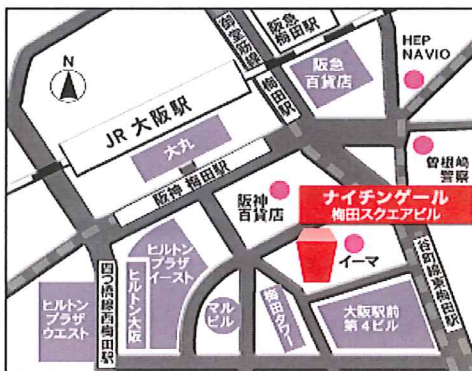 御堂筋線
梅田駅
阪急
梅田駅
阪急
百貨店
HEP
NAVIO
N
JR 大阪駅
大丸
阪神 梅田駅
曽根崎
警察
阪神
百貨店
ナイチンゲール
梅田スクエアビル
イーマ
谷町線東梅田駅
四つ橋線西梅田駅
ヒルトン
プラザ
ウエスト
ヒルトン大阪
ヒルトン
プラザ
イースト
マル
ビル
梅田タワー
大阪駅前
第4ビル